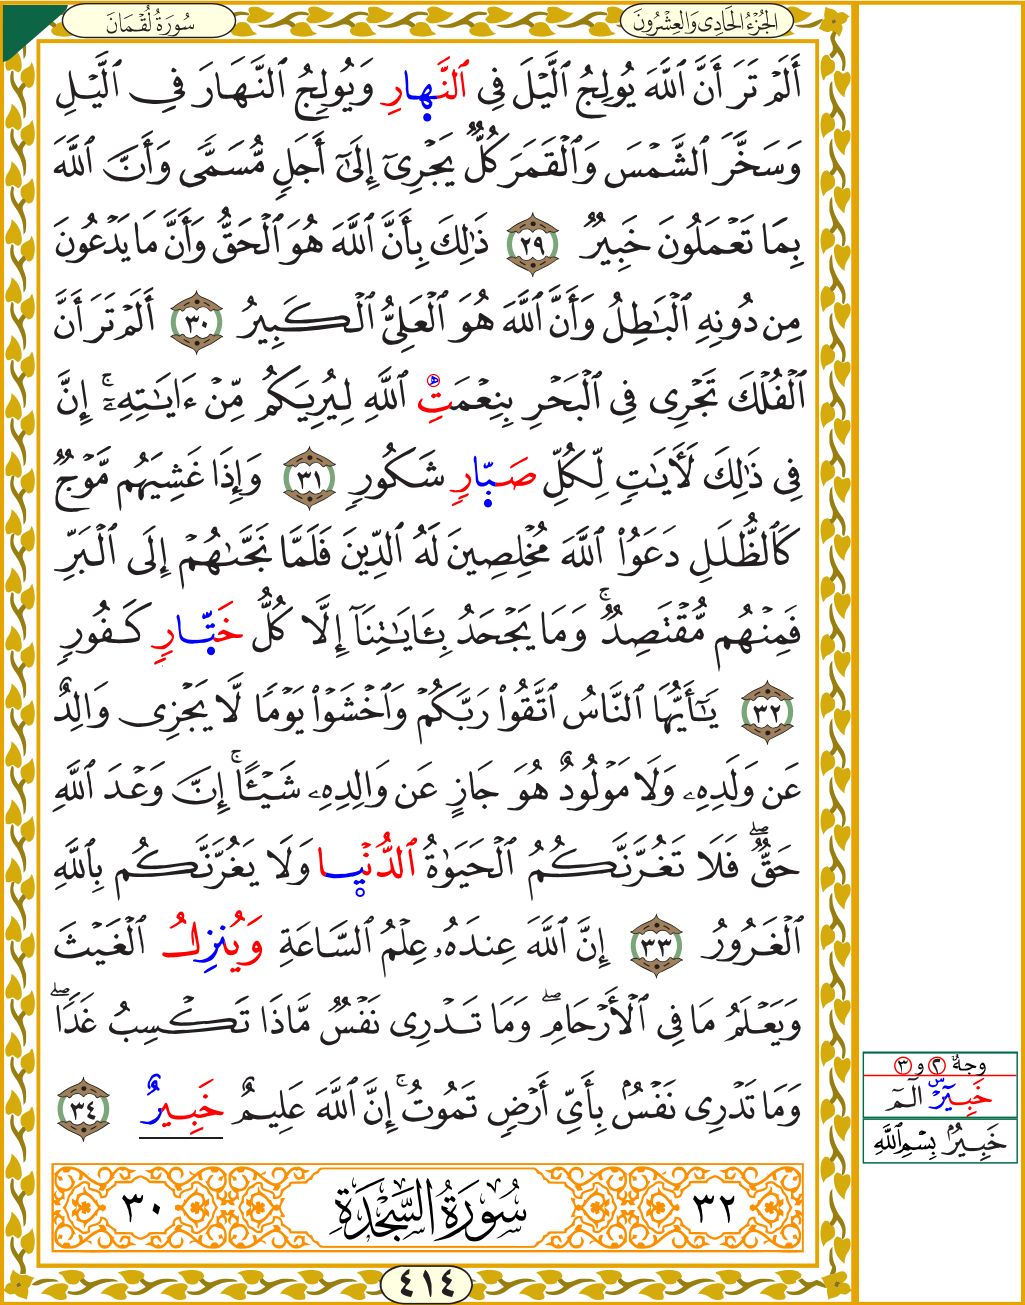 سُورَةُ لُقْمَانَ
الجُزْءُ الحَادِى وَالعِشْرُونَ
أَلَمْ تَرَ أَنَّ ٱللَّهَ يُولِجُ ٱلَّيْلَ فِى ٱلنَّهَارِ وَيُولِجُ ٱلنَّهَارَ فِى ٱلَّيْلِ
وَسَخَّرَ ٱلشَّمْسَ وَٱلْقَمَرَ كُلٌّ يَجْرِىٓ إِلَىٰٓ أَجَلٍ مُّسَمًّى وَأَنَّ ٱللَّهَ
بِمَا تَعْمَلُونَ خَبِيرٌ ٢٩ ذَٰلِكَ بِأَنَّ ٱللَّهَ هُوَ ٱلْحَقُّ وَأَنَّ مَا يَدْعُونَ
مِن دُونِهِ ٱلْبَٰطِلُ وَأَنَّ ٱللَّهَ هُوَ ٱلْعَلِىُّ ٱلْكَبِيرُ ٣٠ أَلَمْ تَرَ أَنَّ
ٱلْفُلْكَ تَجْرِى فِى ٱلْبَحْرِ بِنِعْمَتِ ٱللَّهِ لِيُرِيَكُم مِّنْ ءَايَٰتِهِۦٓ ۚ إِنَّ
فِى ذَٰلِكَ لَأٓيَٰتٍ لِّكُلِّ صَبَّارٍ شَكُورٍ ٣١ وَإِذَا غَشِيَهُم مَّوْجٌ
كَٱلظُّلَلِ دَعَوُا۟ ٱللَّهَ مُخْلِصِينَ لَهُ ٱلدِّينَ فَلَمَّا نَجَّىٰهُمْ إِلَى ٱلْبَرِّ
فَمِنْهُم مُّقْتَصِدٌ ۚ وَمَا يَجْحَدُ بِـَٔايَٰتِنَآ إِلَّا كُلُّ خَتَّارٍ كَفُورٍ
٣٢ يَٰٓأَيُّهَا ٱلنَّاسُ ٱتَّقُوا۟ رَبَّكُمْ وَٱخْشَوْا۟ يَوْمًا لَّا يَجْزِى وَالِدٌ
عَن وَلَدِهِۦ وَلَا مَوْلُودٌ هُوَ جَازٍ عَن وَالِدِهِۦ شَيْـًٔا ۚ إِنَّ وَعْدَ ٱللَّهِ
حَقٌّ ۖ فَلَا تَغُرَّنَّكُمُ ٱلْحَيَوٰةُ ٱلدُّنْيَا وَلَا يَغُرَّنَّكُم بِٱللَّهِ
ٱلْغَرُورُ ٣٣ إِنَّ ٱللَّهَ عِندَهُۥ عِلْمُ ٱلسَّاعَةِ وَيُنزِلُ ٱلْغَيْثَ
وَيَعْلَمُ مَا فِى ٱلْأَرْحَامِ ۖ وَمَا تَدْرِى نَفْسٌ مَّاذَا تَكْسِبُ غَدًا ۖ
وَمَا تَدْرِى نَفْسٌۢ بِأَىِّ أَرْضٍ تَمُوتُ ۚ إِنَّ ٱللَّهَ عَلِيمٌ خَبِيرٌ ٣٤
٣٢ سُورَةُ السَّجْدَةِ ٣٠
وجهٌ ٢ و ٣
خَبِيرٌ الٓمٓ
خَبِيرٌۢ بِسْمِ ٱللَّهِ
٤١٤